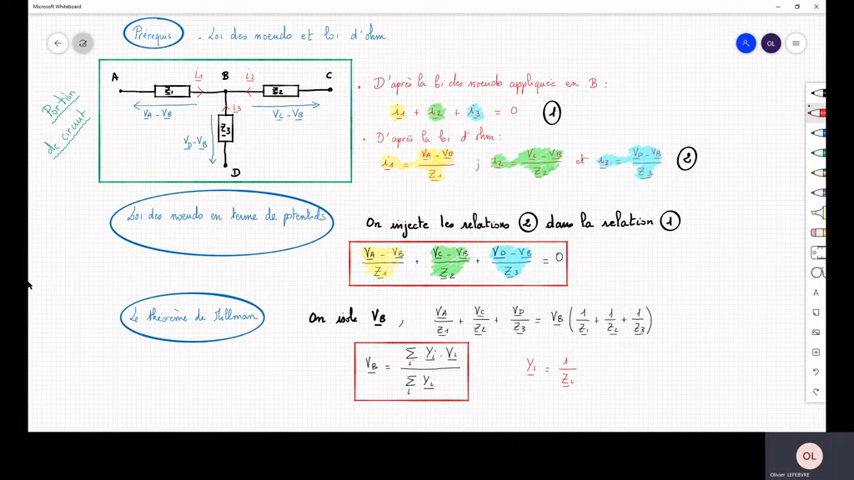 Microsoft Whiteboard
Prérequis . Loi des noeuds et loi d'ohm
Portion
de circuit
A i1 B i3 C
Z1 Z2
VA - VB VC - VB
i3
VD - VB Z3
D
. D'après la loi des noeuds appliquée en B :
i1 + i2 + i3 = 0 1
. D'après la loi d'ohm :
i1 = VA - VB / Z1 ; i2 = VC - VB / Z2 et i3 = VD - VB / Z3 2
Loi des noeuds en terme de potentiels
On injecte les relations 2 dans la relation 1
VA - VB / Z1 + VC - VB / Z2 + VD - VB / Z3 = 0
Le théorème de Millman
On isole VB , VA / Z1 + VC / Z2 + VD / Z3 = VB ( 1 / Z1 + 1 / Z2 + 1 / Z3 )
VB = ∑i Yi . Vi / ∑i Yi
Yi = 1 / Zi
OL
OL
Olivier LEFEBVRE